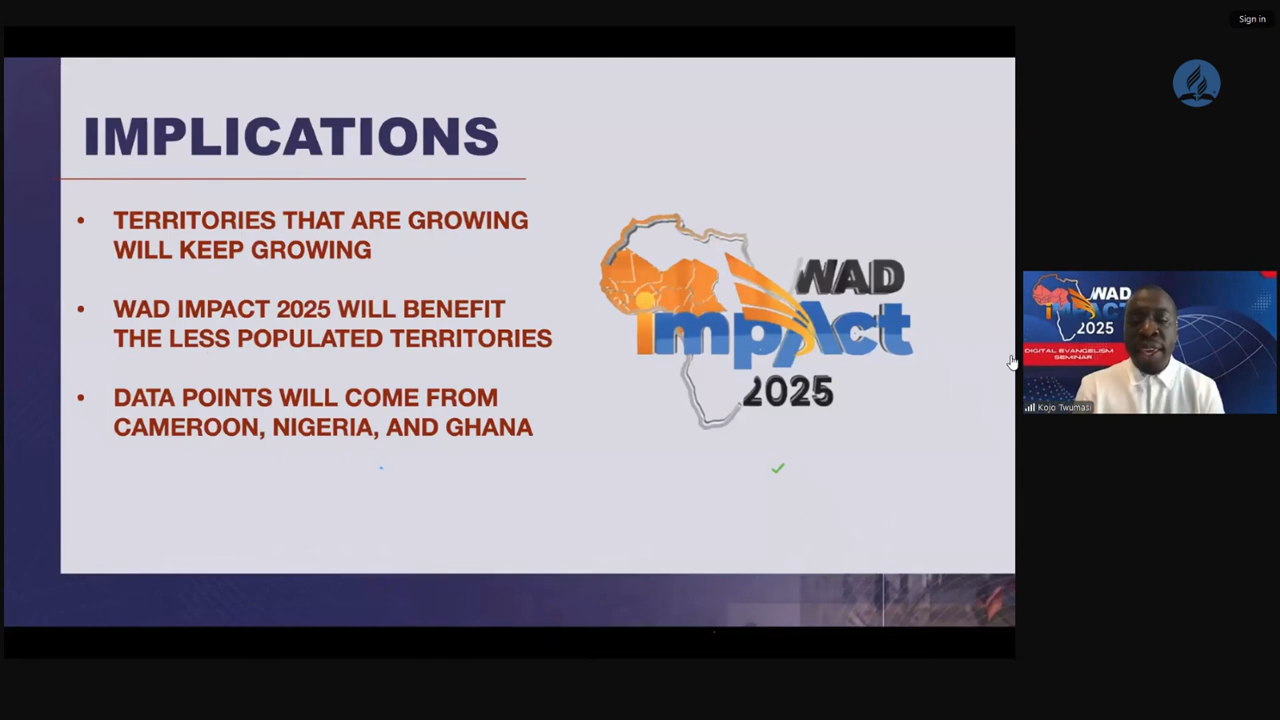 Sign in
IMPLICATIONS
• TERRITORIES THAT ARE GROWING
WILL KEEP GROWING
• WAD IMPACT 2025 WILL BENEFIT
THE LESS POPULATED TERRITORIES
• DATA POINTS WILL COME FROM
CAMEROON, NIGERIA, AND GHANA
WAD
impAct
2025
WAD
2025
DIGITAL EVANGELISM
SEMINAR
Kojo Twumasi